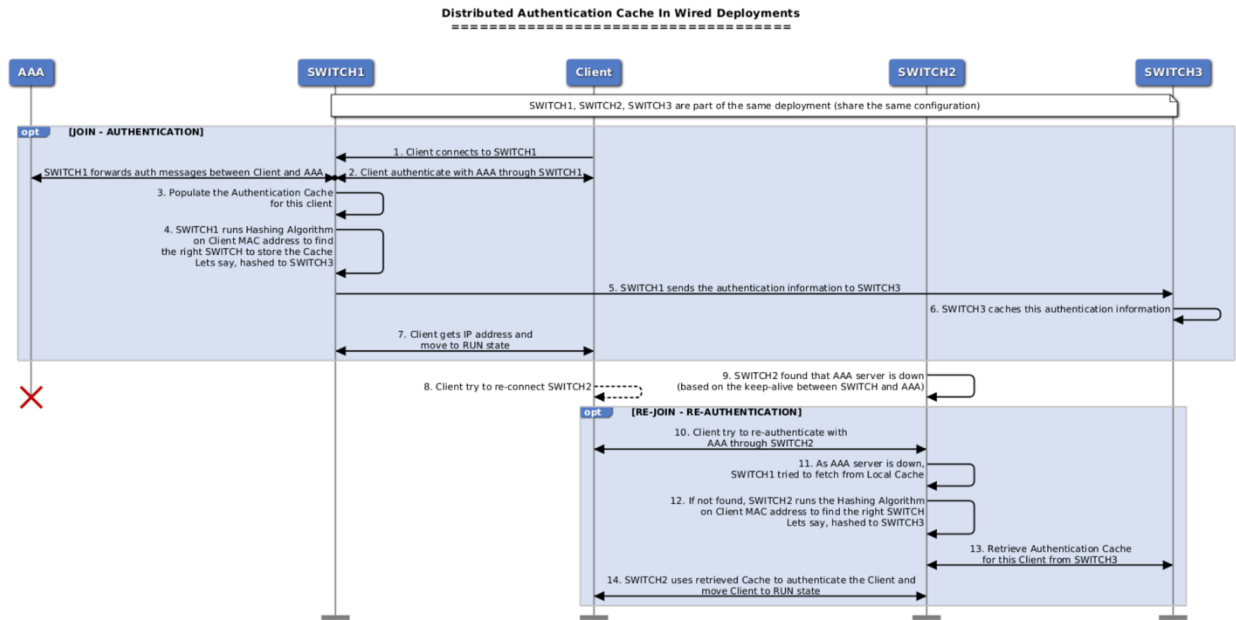 Distributed Authentication Cache In Wired Deployments
==================================
AAA
SWITCH1
Client
SWITCH2
SWITCH3
SWITCH1, SWITCH2, SWITCH3 are part of the same deployment (share the same configuration)
opt [JOIN - AUTHENTICATION]
1. Client connects to SWITCH1
SWITCH1 forwards auth messages between Client and AAA
2. Client authenticate with AAA through SWITCH1
3. Populate the Authentication Cache
for this client
4. SWITCH1 runs Hashing Algorithm
on Client MAC address to find
the right SWITCH to store the Cache
Lets say, hashed to SWITCH3
5. SWITCH1 sends the authentication information to SWITCH3
6. SWITCH3 caches this authentication information
7. Client gets IP address and
move to RUN state
8. Client try to re-connect SWITCH2
9. SWITCH2 found that AAA server is down
(based on the keep-alive between SWITCH and AAA)
opt [RE-JOIN - RE-AUTHENTICATION]
10. Client try to re-authenticate with
AAA through SWITCH2
11. As AAA server is down,
SWITCH1 tried to fetch from Local Cache
12. If not found, SWITCH2 runs the Hashing Algorithm
on Client MAC address to find the right SWITCH
Lets say, hashed to SWITCH3
13. Retrieve Authentication Cache
for this Client from SWITCH3
14. SWITCH2 uses retrieved Cache to authenticate the Client and
move Client to RUN state